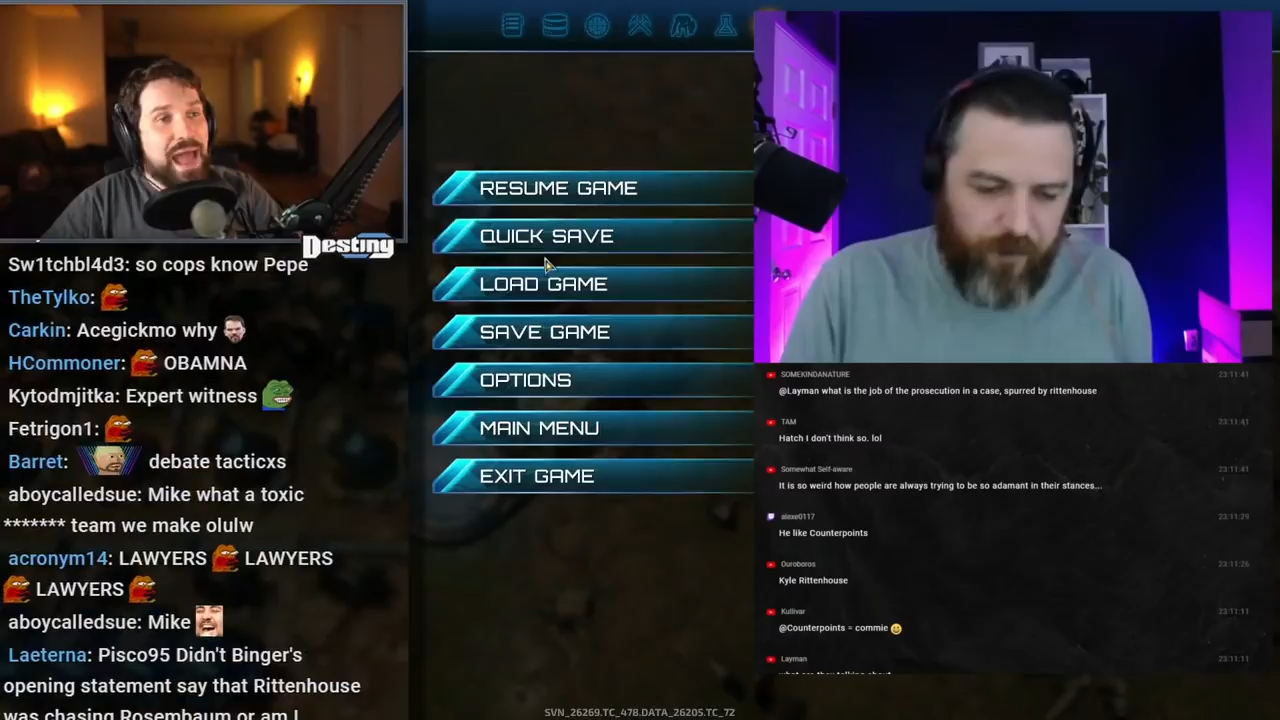 Destiny
Sw1tchbl4d3: so cops know Pepe
TheTylko:
Carkin: Acegickmo why
HCommoner: OBAMNA
Kytodmjitka: Expert witness
Fetrigon1:
Barret: debate tacticxs
aboycalledsue: Mike what a toxic
******* team we make olulw
acronym14: LAWYERS LAWYERS
LAWYERS
aboycalledsue: Mike
Laeterna: Pisco95 Didn't Binger's
opening statement say that Rittenhouse
was chasing Rosembaum or am I
RESUME GAME
QUICK SAVE
LOAD GAME
SAVE GAME
OPTIONS
MAIN MENU
EXIT GAME
SVN_26269.TC_478.DATA_26205.TC_72
SOMEKINDANATURE 23:11:41
@Layman what is the job of the prosecution in a case, spurred by rittenhouse
TAM 23:11:41
Hatch I don't think so. lol
Somewhat Self-aware 23:11:41
It is so weird how people are always trying to be so adamant in their stances...
alexe0117 23:11:29
He like Counterpoints
Ouroboros 23:11:26
Kyle Rittenhouse
Kullivar 23:11:11
@Counterpoints = commie
Layman 23:11:11
what are they talking about